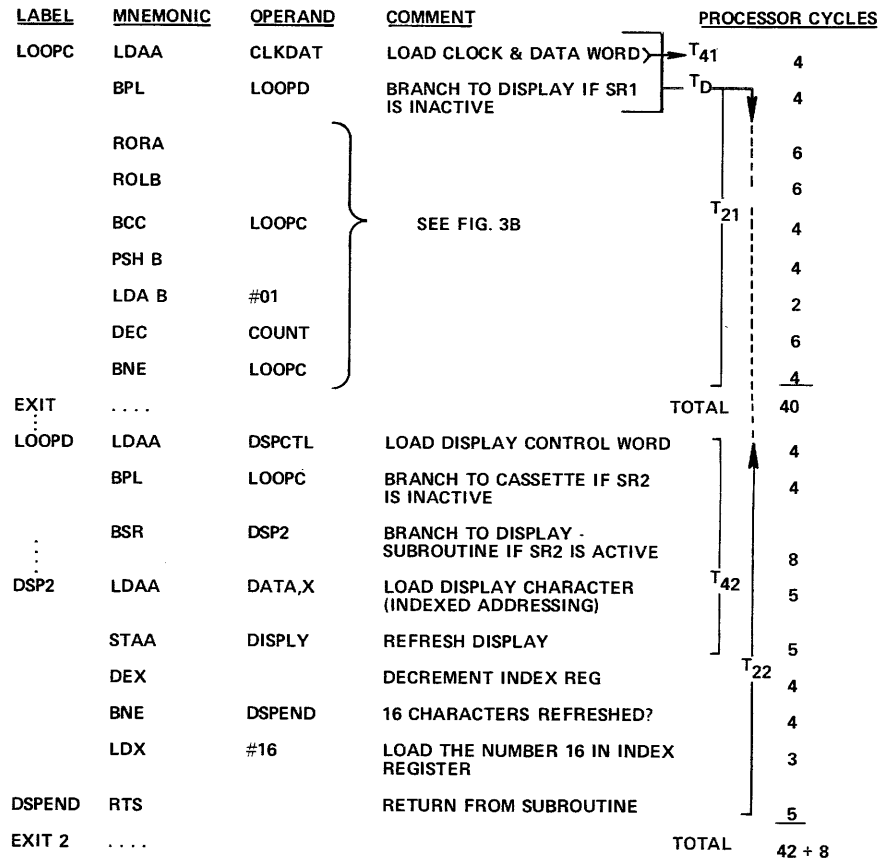 LABEL MNEMONIC OPERAND COMMENT PROCESSOR CYCLES
LOOPC LDAA CLKDAT LOAD CLOCK & DATA WORD T41 4
BPL LOOPD BRANCH TO DISPLAY IF SR1 TD 4
IS INACTIVE
RORA 6
ROLB 6
T21
BCC LOOPC SEE FIG. 3B 4
PSH B 4
LDA B #01 2
DEC COUNT 6
BNE LOOPC 4
EXIT .... TOTAL 40
LOOPD LDAA DSPCTL LOAD DISPLAY CONTROL WORD 4
BPL LOOPC BRANCH TO CASSETTE IF SR2 4
IS INACTIVE
BSR DSP2 BRANCH TO DISPLAY -
SUBROUTINE IF SR2 IS ACTIVE 8
DSP2 LDAA DATA,X LOAD DISPLAY CHARACTER T42 5
(INDEXED ADDRESSING)
STAA DISPLY REFRESH DISPLAY 5
T22
DEX DECREMENT INDEX REG 4
BNE DSPEND 16 CHARACTERS REFRESHED? 4
LDX #16 LOAD THE NUMBER 16 IN INDEX 3
REGISTER
DSPEND RTS RETURN FROM SUBROUTINE 5
EXIT 2 .... TOTAL 42 + 8